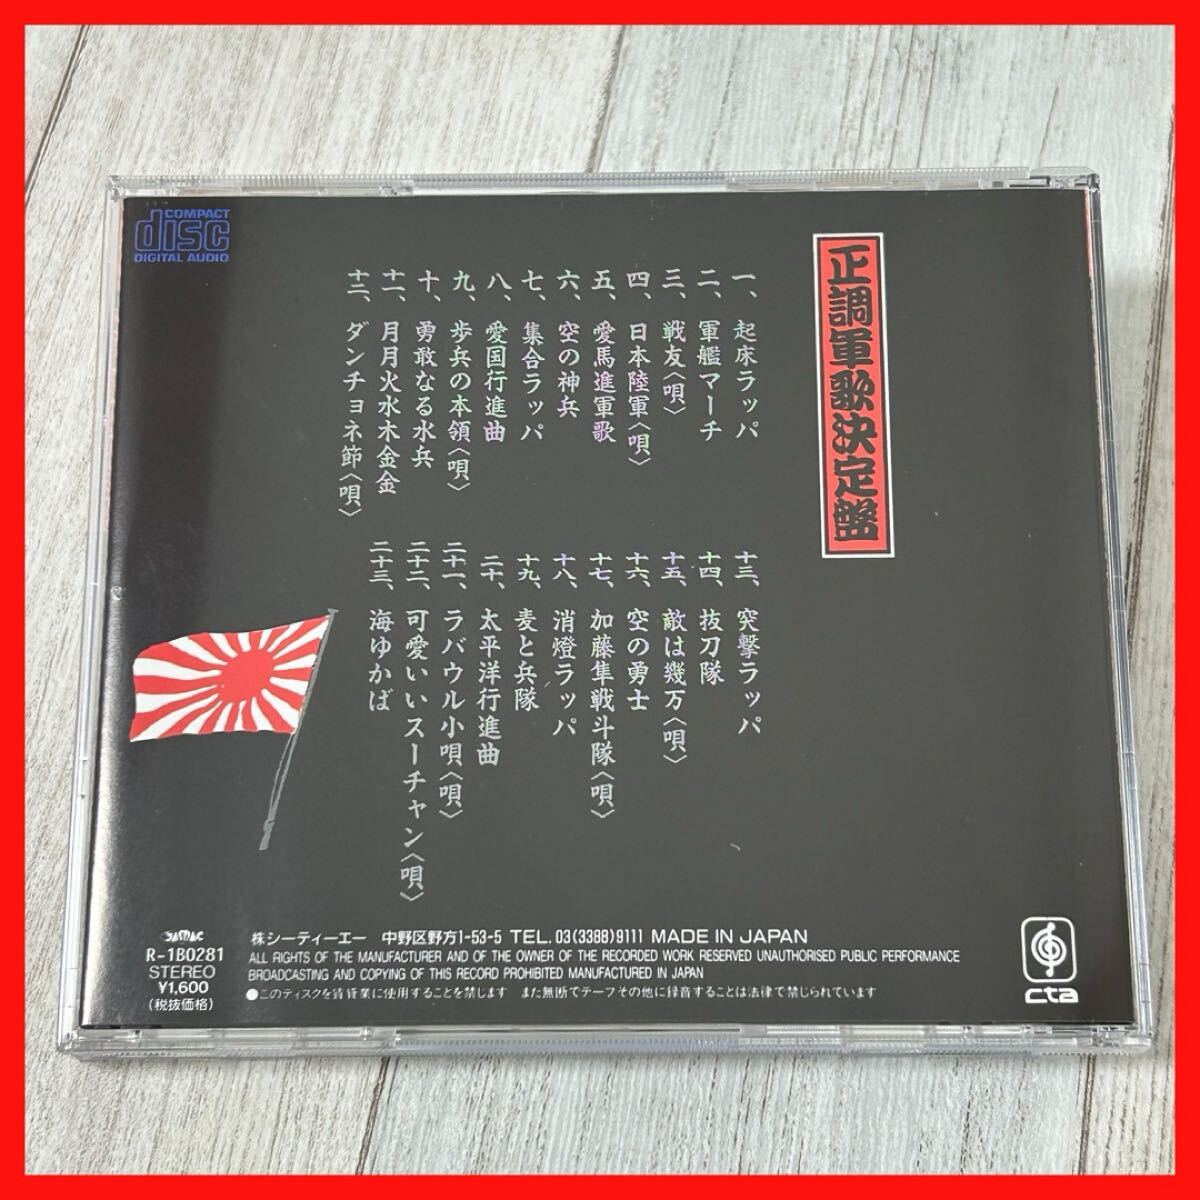 正調軍歌決定盤
一、起床ラッパ
二、軍艦マーチ
三、戦友〈唄〉
四、日本陸軍〈唄〉
五、愛馬進軍歌
六、空の神兵
七、集合ラッパ
八、愛国行進曲
九、歩兵の本領〈唄〉
十、勇敢なる水兵
十一、月月火水木金金
十二、ダンチョネ節〈唄〉
十三、突撃ラッパ
十四、抜刀隊
十五、敵は幾万〈唄〉
十六、空の勇士
十七、加藤隼戦斗隊〈唄〉
十八、消燈ラッパ
十九、麦と兵隊
二十、太平洋行進曲
二十一、ラバウル小唄〈唄〉
二十二、可愛いいスーチャン〈唄〉
二十三、海ゆかば
COMPACT
disc
DIGITAL AUDIO
JASRAC
R-1B0281
STEREO
¥1,600
(税抜価格)
株シーティーエー 中野区野方1-53-5 TEL. 03(3388)9111 MADE IN JAPAN
ALL RIGHTS OF THE MANUFACTURER AND OF THE OWNER OF THE RECORDED WORK RESERVED UNAUTHORISED PUBLIC PERFORMANCE
BROADCASTING AND COPYING OF THIS RECORD PROHIBITED MANUFACTURED IN JAPAN
●このディスクを賃貸業に使用することを禁じます また無断でテープその他に録音することは法律で禁じられています
cta